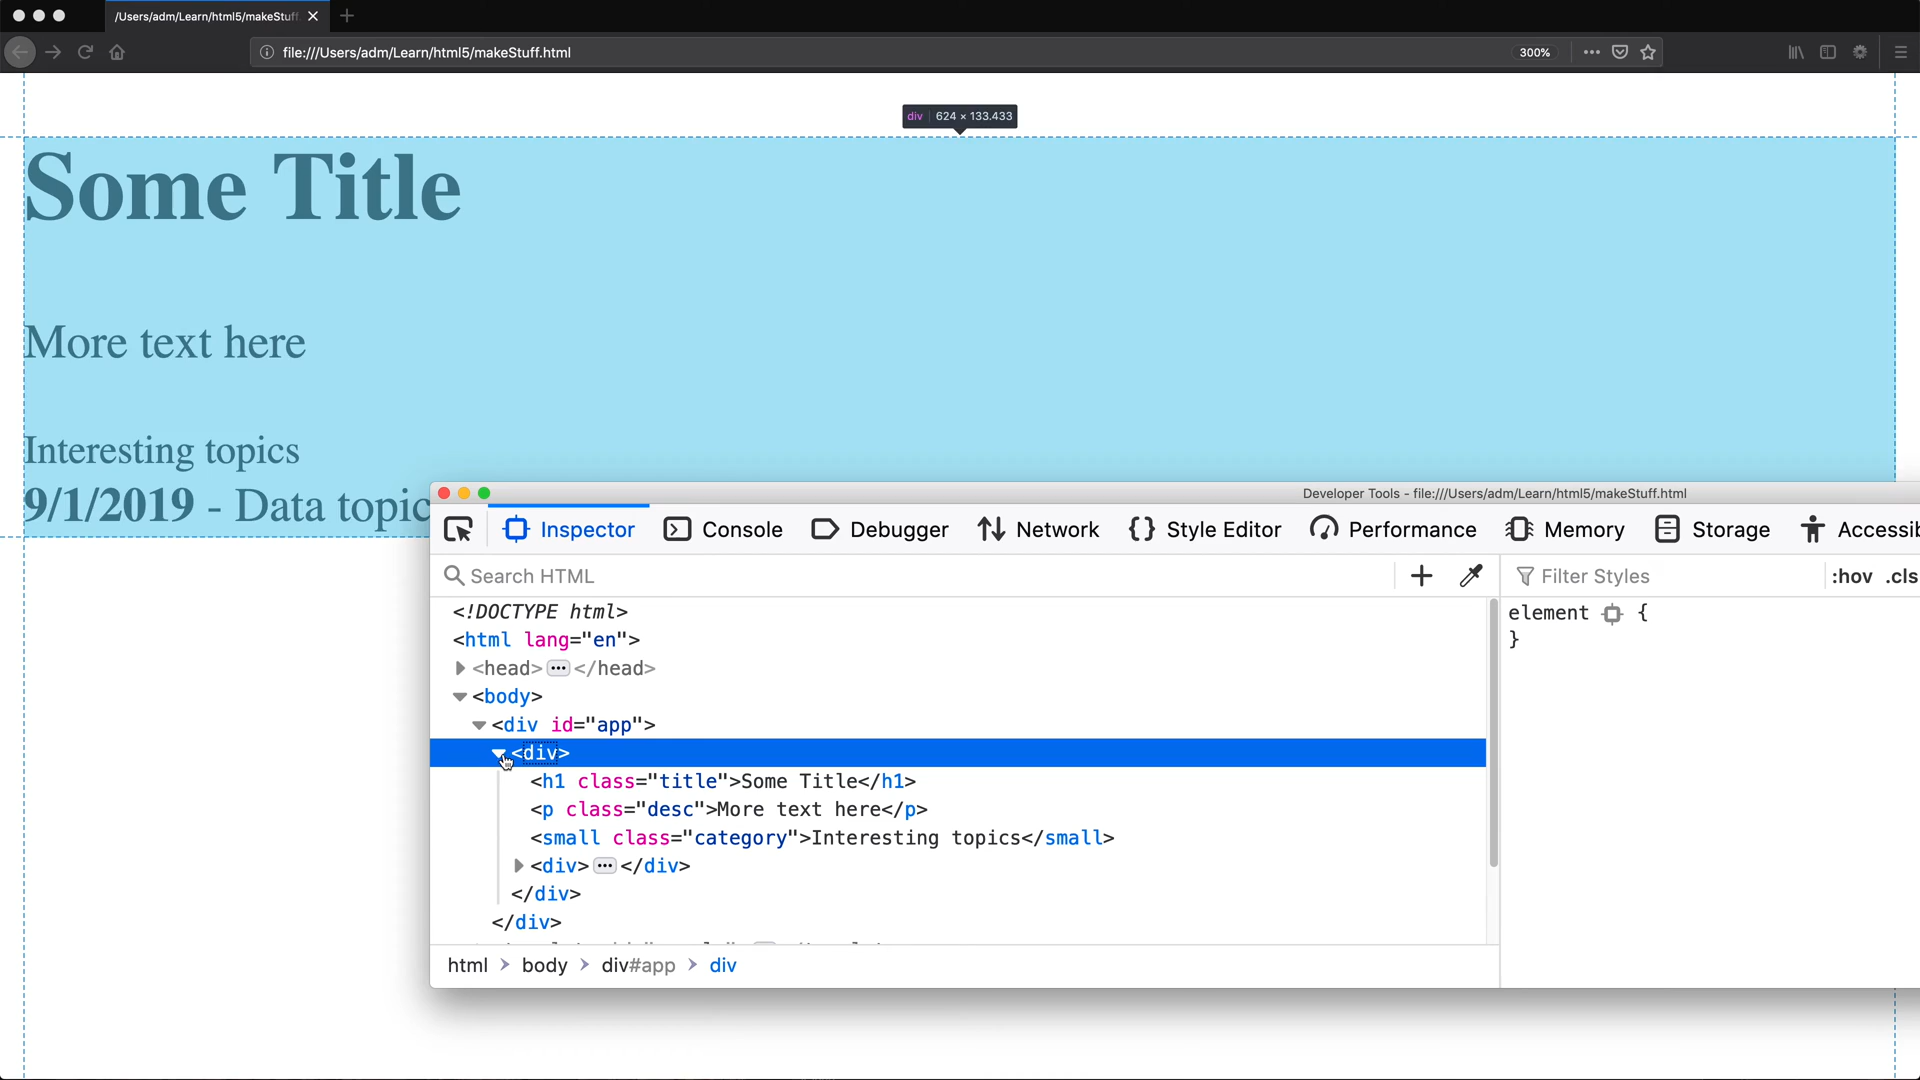 /Users/adm/Learn/html5/makeStuff
file:///Users/adm/Learn/html5/makeStuff.html
300%
div 624 × 133.433
Some Title
More text here
Interesting topics
9/1/2019 - Data topic
Developer Tools - file:///Users/adm/Learn/html5/makeStuff.html
Inspector Console Debugger Network Style Editor Performance Memory Storage Accessib
Search HTML
Filter Styles :hov .cls
<!DOCTYPE html>
<html lang="en">
<head> ••• </head>
<body>
<div id="app">
<div>
<h1 class="title">Some Title</h1>
<p class="desc">More text here</p>
<small class="category">Interesting topics</small>
<div> ••• </div>
</div>
</div>
element {
}
html > body > div#app > div